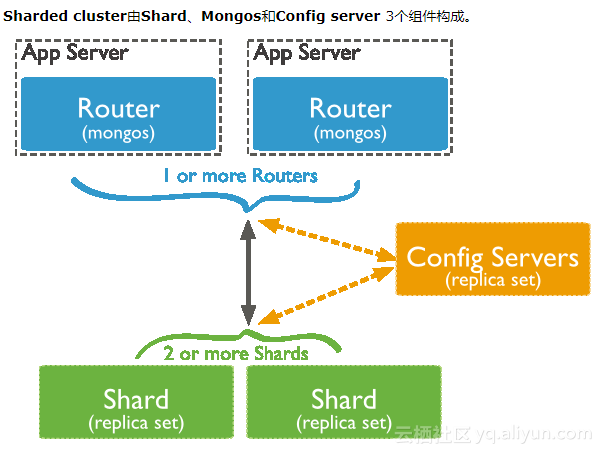 Sharded cluster由Shard、Mongos和Config server 3个组件构成。
App Server
App Server
Router
(mongos)
Router
(mongos)
1 or more Routers
Config Servers
(replica set)
2 or more Shards
Shard
(replica set)
Shard
(replica set)
云栖社区 yq.aliyun.com